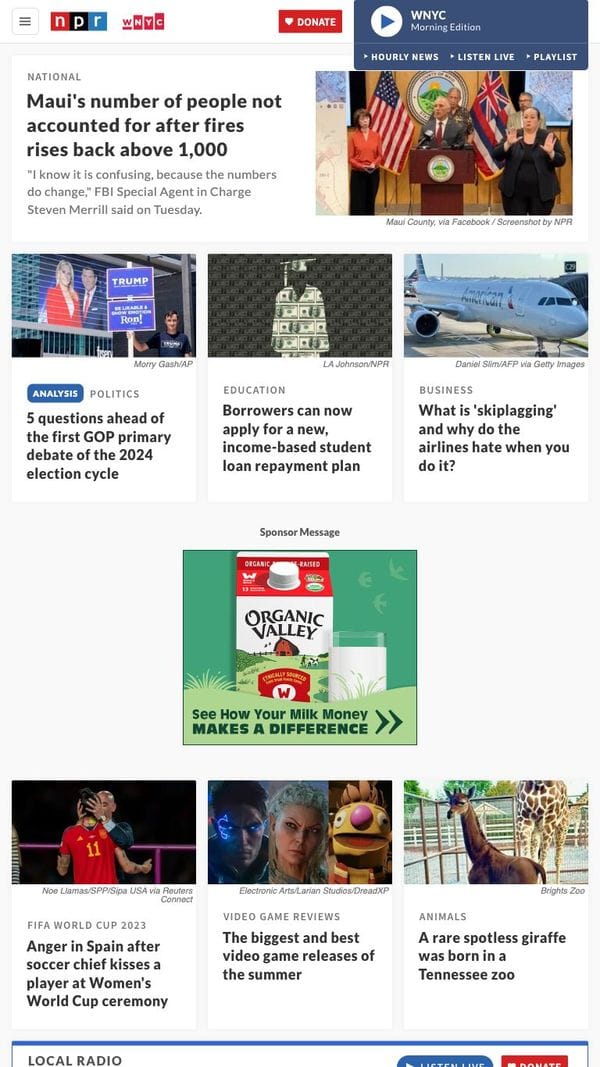 npr
WNYC
DONATE
WNYC
Morning Edition
HOURLY NEWS
LISTEN LIVE
PLAYLIST
NATIONAL
Maui's number of people not
accounted for after fires
rises back above 1,000
"I know it is confusing, because the numbers
do change," FBI Special Agent in Charge
Steven Merrill said on Tuesday.
Maui County, via Facebook / Screenshot by NPR
TRUMP
BE LIKABLE &
SHOW EMOTION
Ron!
TRUMP
American
Morry Gash/AP
LA Johnson/NPR
Daniel Slim/AFP via Getty Images
ANALYSIS POLITICS
5 questions ahead of
the first GOP primary
debate of the 2024
election cycle
EDUCATION
Borrowers can now
apply for a new,
income-based student
loan repayment plan
BUSINESS
What is 'skiplagging'
and why do the
airlines hate when you
do it?
Sponsor Message
ORGANIC
-RAISED
ORGANIC
VALLEY
ETHICALLY SOURCED
See How Your Milk Money
MAKES A DIFFERENCE
11
Noe Llamas/SPP/Sipa USA via Reuters
Connect
Electronic Arts/Larian Studios/DreadXP
Brights Zoo
FIFA WORLD CUP 2023
Anger in Spain after
soccer chief kisses a
player at Women's
World Cup ceremony
VIDEO GAME REVIEWS
The biggest and best
video game releases of
the summer
ANIMALS
A rare spotless giraffe
was born in a
Tennessee zoo
LOCAL RADIO
LISTEN LIVE
DONATE